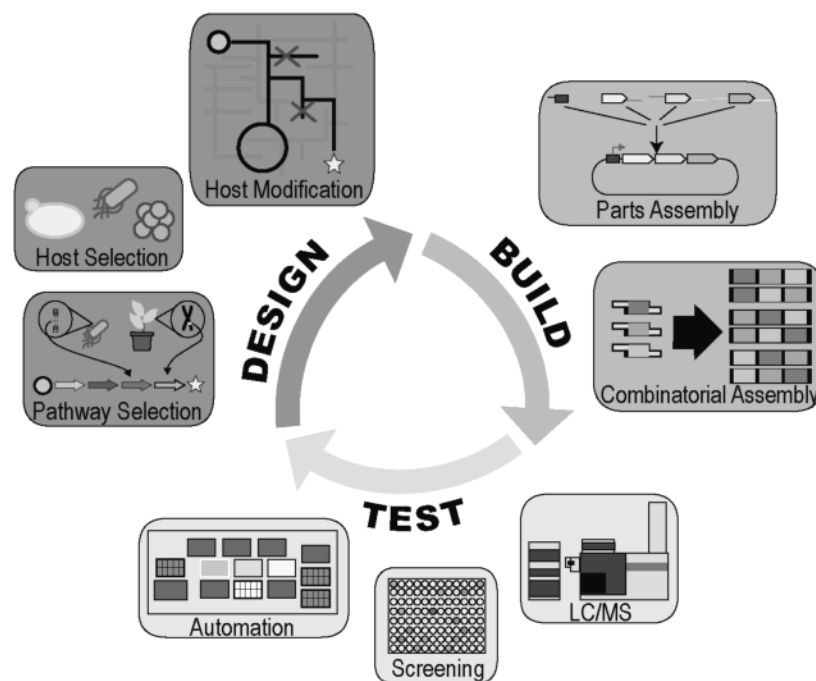 Host Modification
Host Selection
Pathway Selection
DESIGN
BUILD
TEST
Parts Assembly
Combinatorial Assembly
LC/MS
Screening
Automation